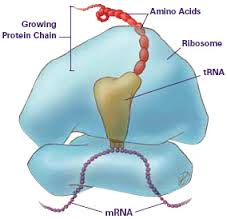 Amino Acids
Growing
Protein Chain
Ribosome
tRNA
mRNA